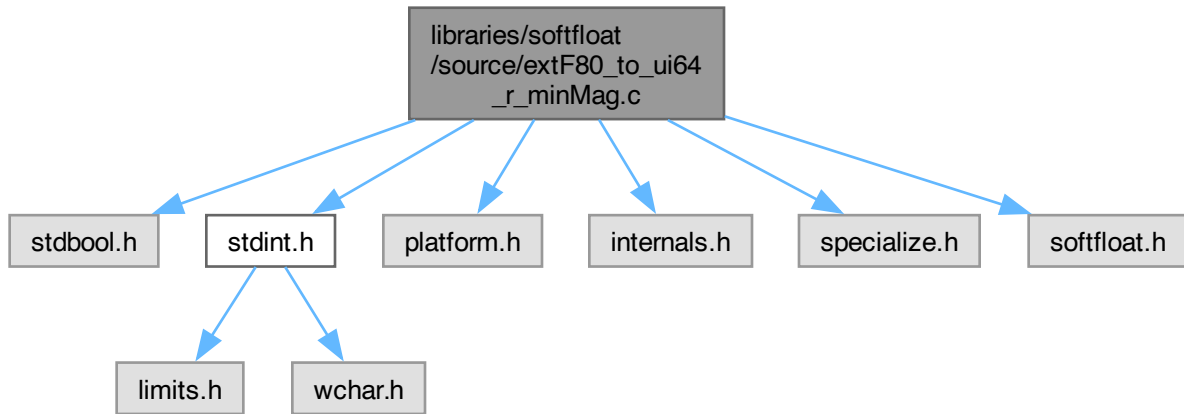 libraries/softfloat
/source/extF80_to_ui64
_r_minMag.c
stdbool.h
stdint.h
platform.h
internals.h
specialize.h
softfloat.h
limits.h
wchar.h